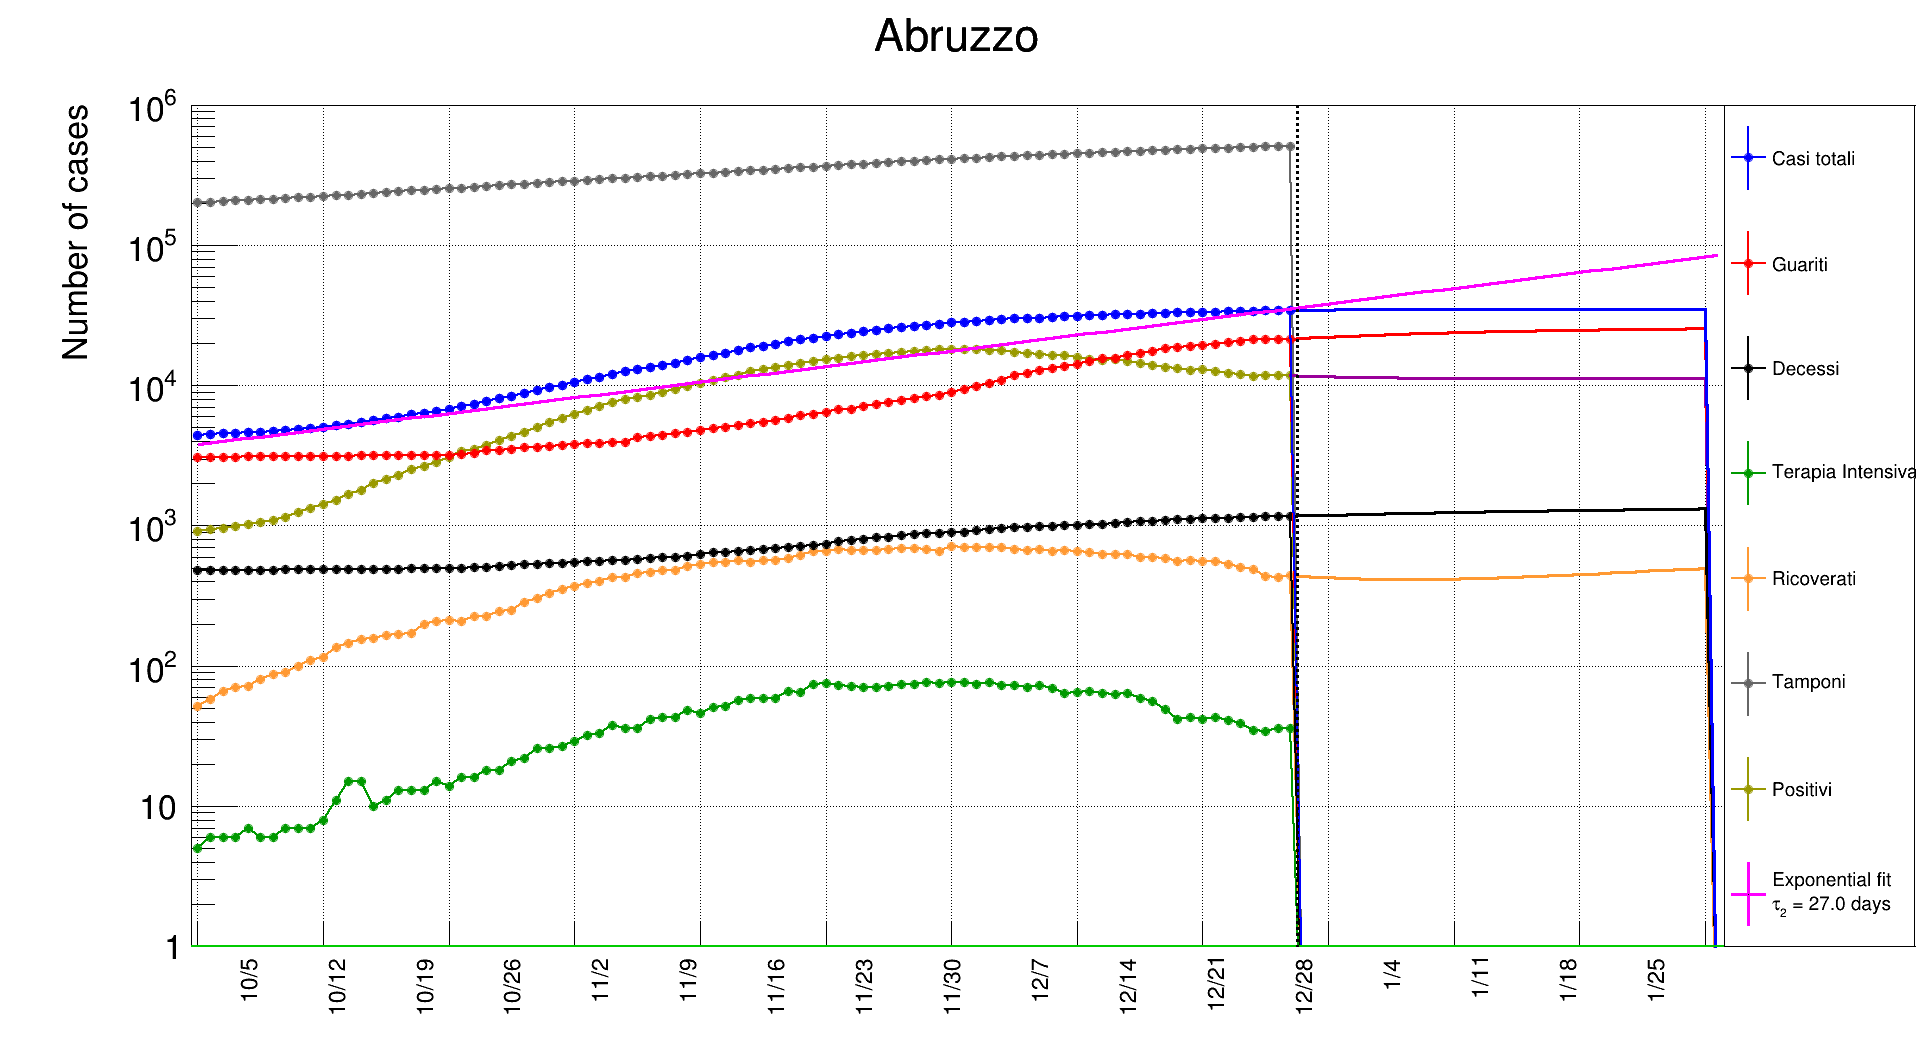 Abruzzo
Number of cases
10^6
10^5
10^4
10^3
10^2
10
1
10/5
10/12
10/19
10/26
11/2
11/9
11/16
11/23
11/30
12/7
12/14
12/21
12/28
1/4
1/11
1/18
1/25
Casi totali
Guariti
Decessi
Terapia Intensiva
Ricoverati
Tamponi
Positivi
Exponential fit
τ₂ = 27.0 days